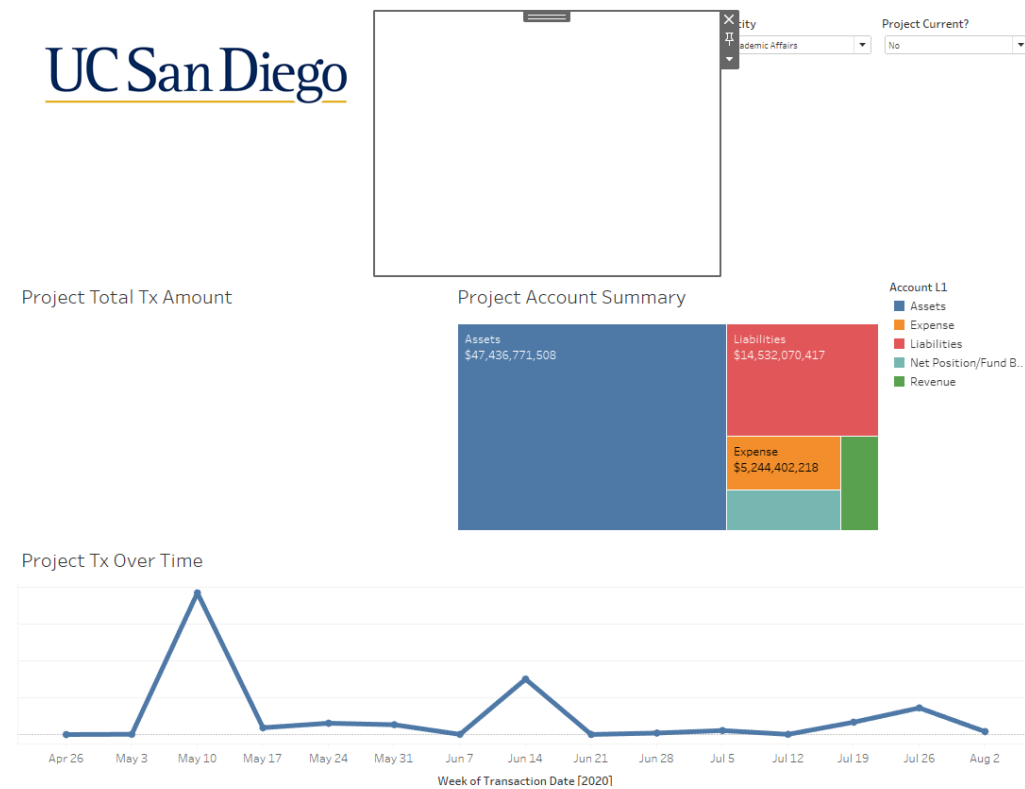 UC San Diego
Project Current?
Academic Affairs
No
Project Total Tx Amount
Project Account Summary
Account L1
Assets
Expense
Liabilities
Net Position/Fund B..
Revenue
Assets
$47,436,771,508
Liabilities
$14,532,070,417
Expense
$5,244,402,218
Project Tx Over Time
Apr 26 May 3 May 10 May 17 May 24 May 31 Jun 7 Jun 14 Jun 21 Jun 28 Jul 5 Jul 12 Jul 19 Jul 26 Aug 2
Week of Transaction Date [2020]